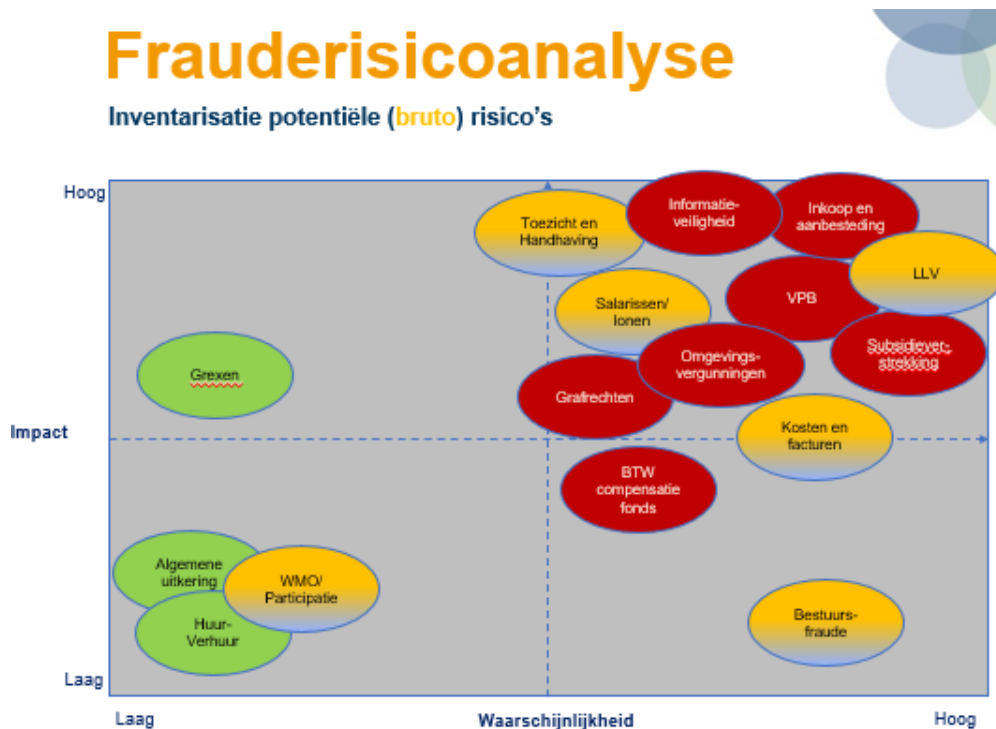 Frauderisicoanalyse
Inventarisatie potentiële (bruto) risico's
Hoog
Toezicht en
Handhaving
Informatie-
veiligheid
Inkoop en
aanbesteding
LLV
VPB
Salarissen/
lonen
Subsidiever-
strekking
Omgevings-
vergunningen
Grexen
Grafrechten
Impact
Kosten en
facturen
BTW
compensatie
fonds
Algemene
uitkering
WMO/
Participatie
Huur-
Verhuur
Bestuurs-
fraude
Laag
Laag
Waarschijnlijkheid
Hoog